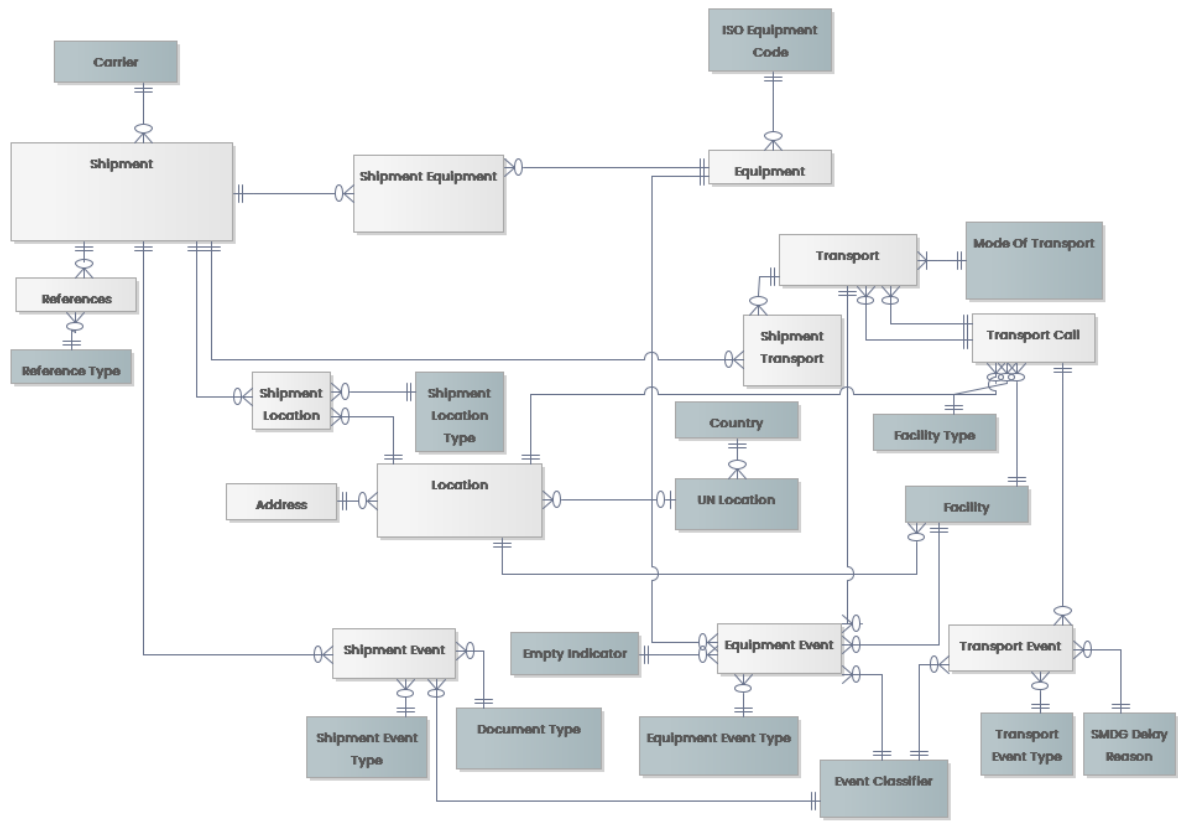 ISO Equipment
Code
Carrier
Shipment
Shipment Equipment
Equipment
Transport
Mode Of Transport
References
Shipment
Transport
Transport Call
Reference Type
Shipment
Location
Shipment
Location
Type
Country
Facility Type
Location
Address
UN Location
Facility
Shipment Event
Empty Indicator
Equipment Event
Transport Event
Shipment Event
Type
Document Type
Equipment Event Type
Transport
Event Type
SMDG Delay
Reason
Event Classifier